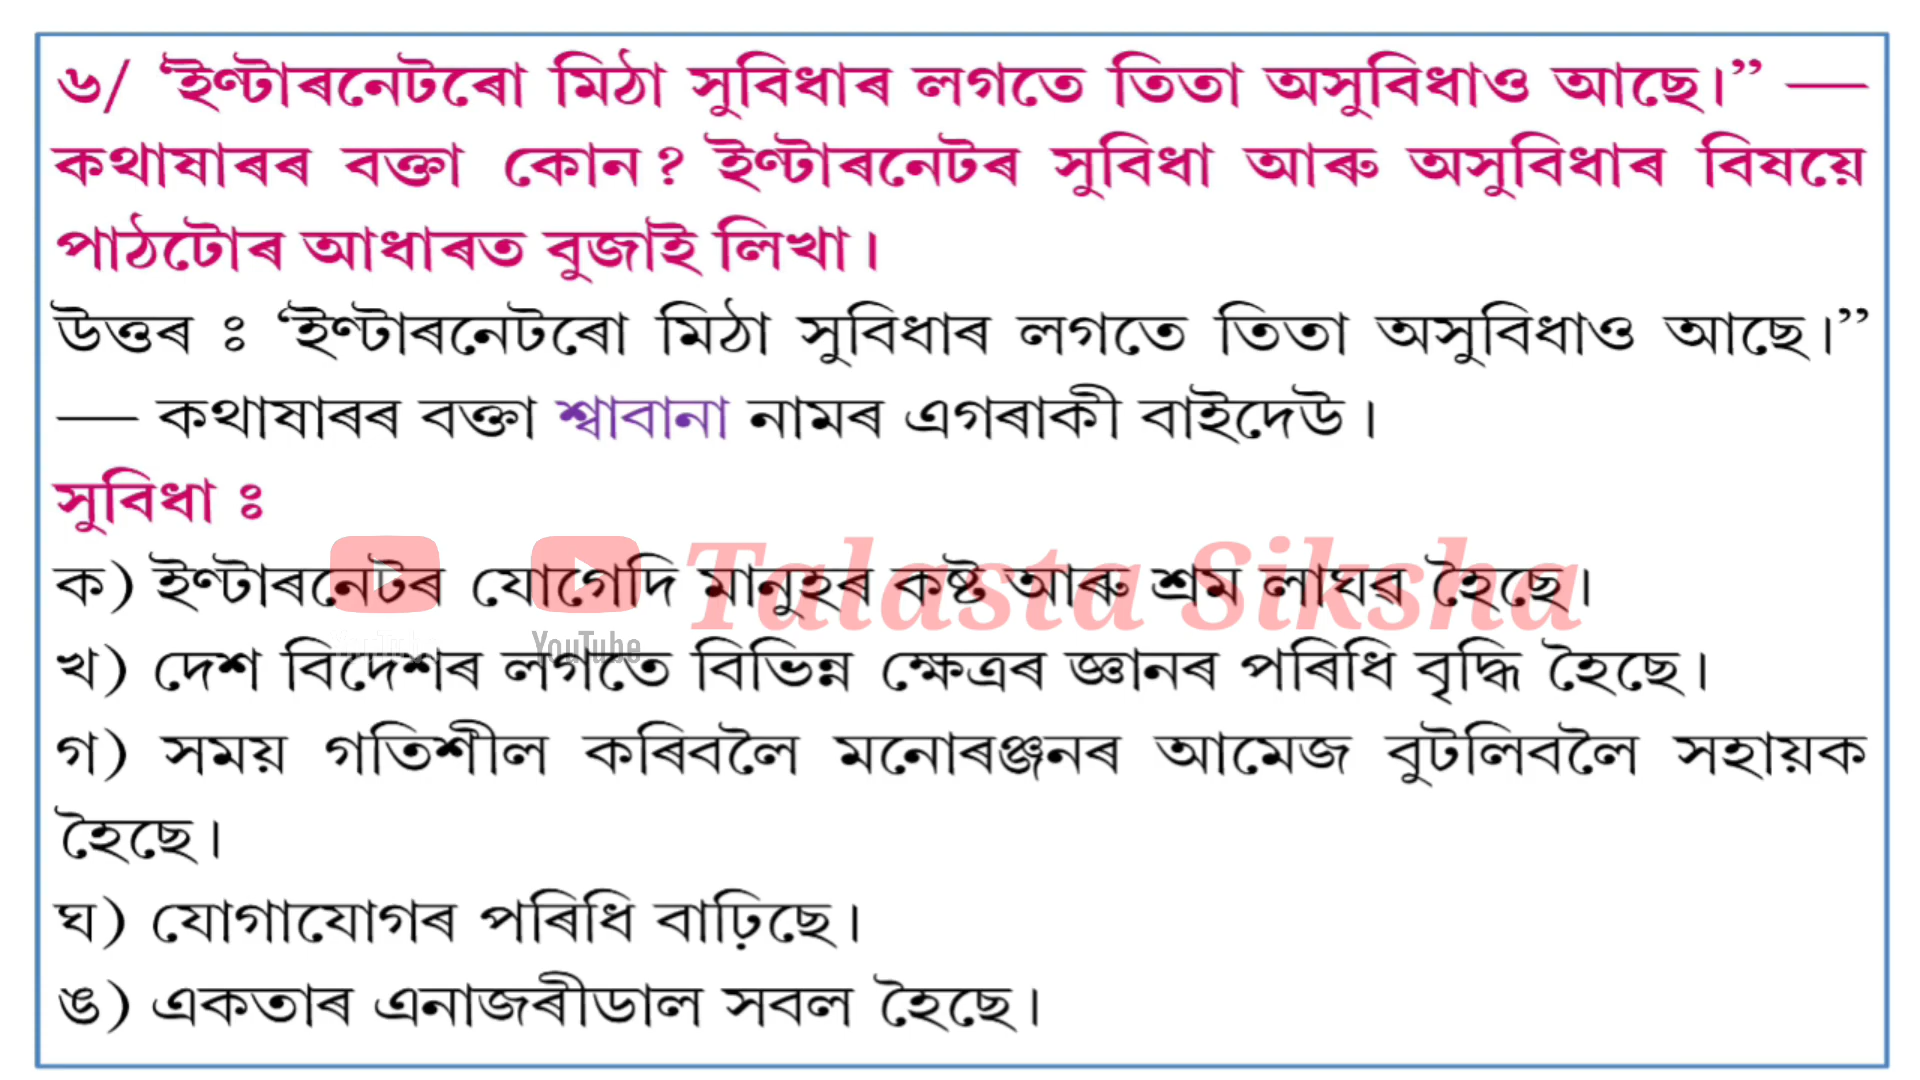 ৬/ ‘ইণ্টাৰনেটৰো মিঠা সুবিধাৰ লগতে তিতা অসুবিধাও আছে।’’ —
কথাষাৰৰ বক্তা কোন? ইণ্টাৰনেটৰ সুবিধা আৰু অসুবিধাৰ বিষয়ে
পাঠটোৰ আধাৰত বুজাই লিখা।
উত্তৰ ঃ ‘ইণ্টাৰনেটৰো মিঠা সুবিধাৰ লগতে তিতা অসুবিধাও আছে।’’
— কথাষাৰৰ বক্তা শ্বাবানা নামৰ এগৰাকী বাইদেউ।
সুবিধা ঃ
ক) ইণ্টাৰনেটৰ যোগেদি মানুহৰ কষ্ট আৰু শ্ৰম লাঘৱ হৈছে।
Talasta Siksha
YouTube
YouTube
খ) দেশ বিদেশৰ লগতে বিভিন্ন ক্ষেত্ৰৰ জ্ঞানৰ পৰিধি বৃদ্ধি হৈছে।
গ) সময় গতিশীল কৰিবলৈ মনোৰঞ্জনৰ আমেজ বুটলিবলৈ সহায়ক
হৈছে।
ঘ) যোগাযোগৰ পৰিধি বাঢ়িছে।
ঙ) একতাৰ এনাজৰীডাল সবল হৈছে।